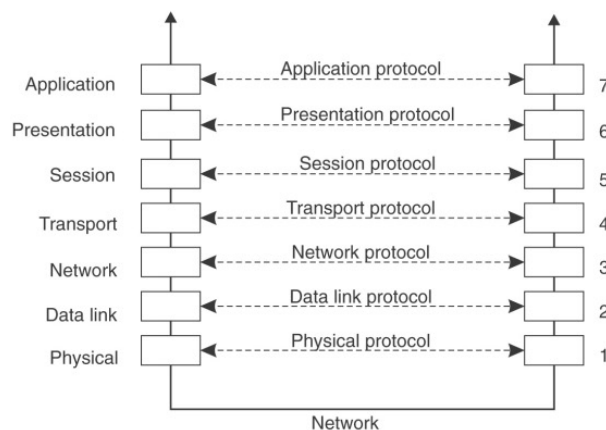 Application Application protocol 7
Presentation Presentation protocol 6
Session Session protocol 5
Transport Transport protocol 4
Network Network protocol 3
Data link Data link protocol 2
Physical Physical protocol 1
Network